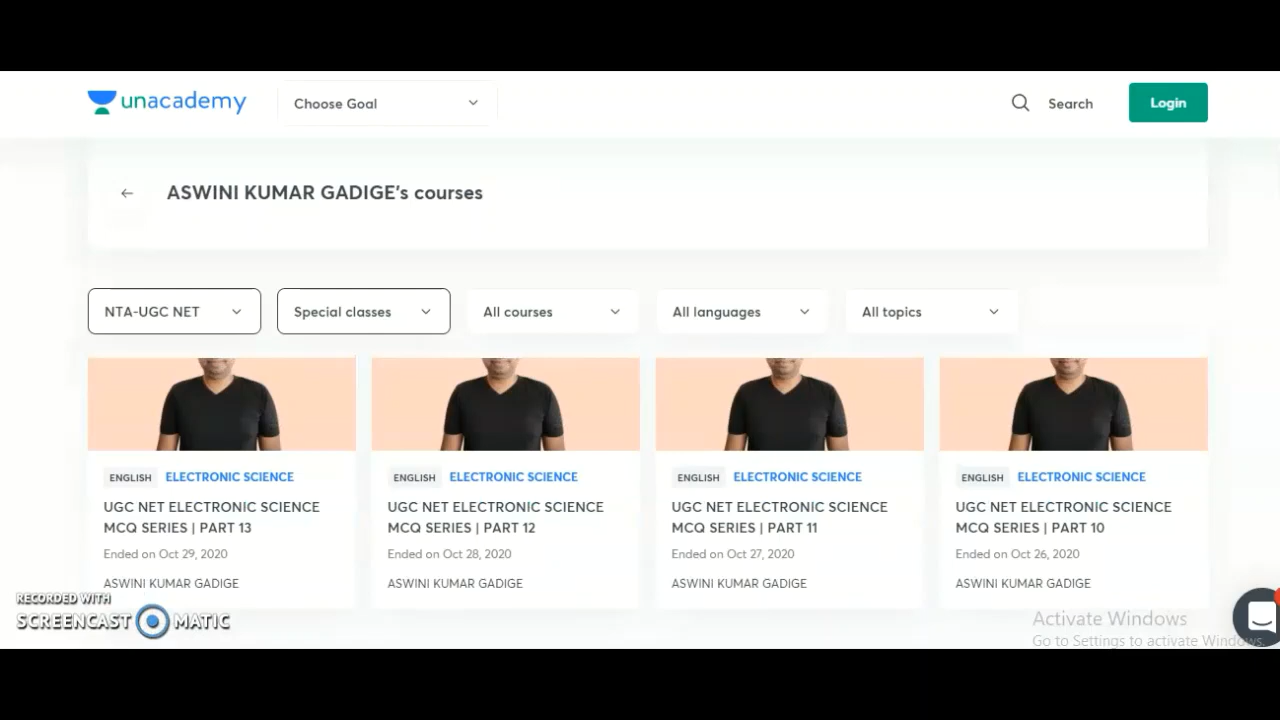 unacademy
Choose Goal
Search
Login
ASWINI KUMAR GADIGE's courses
NTA-UGC NET
Special classes
All courses
All languages
All topics
ENGLISH ELECTRONIC SCIENCE
UGC NET ELECTRONIC SCIENCE
MCQ SERIES | PART 13
Ended on Oct 29, 2020
ASWINI KUMAR GADIGE
ENGLISH ELECTRONIC SCIENCE
UGC NET ELECTRONIC SCIENCE
MCQ SERIES | PART 12
Ended on Oct 28, 2020
ASWINI KUMAR GADIGE
ENGLISH ELECTRONIC SCIENCE
UGC NET ELECTRONIC SCIENCE
MCQ SERIES | PART 11
Ended on Oct 27, 2020
ASWINI KUMAR GADIGE
ENGLISH ELECTRONIC SCIENCE
UGC NET ELECTRONIC SCIENCE
MCQ SERIES | PART 10
Ended on Oct 26, 2020
ASWINI KUMAR GADIGE
RECORDED WITH
SCREENCAST MATIC
Activate Windows
Go to Settings to activate Windows.